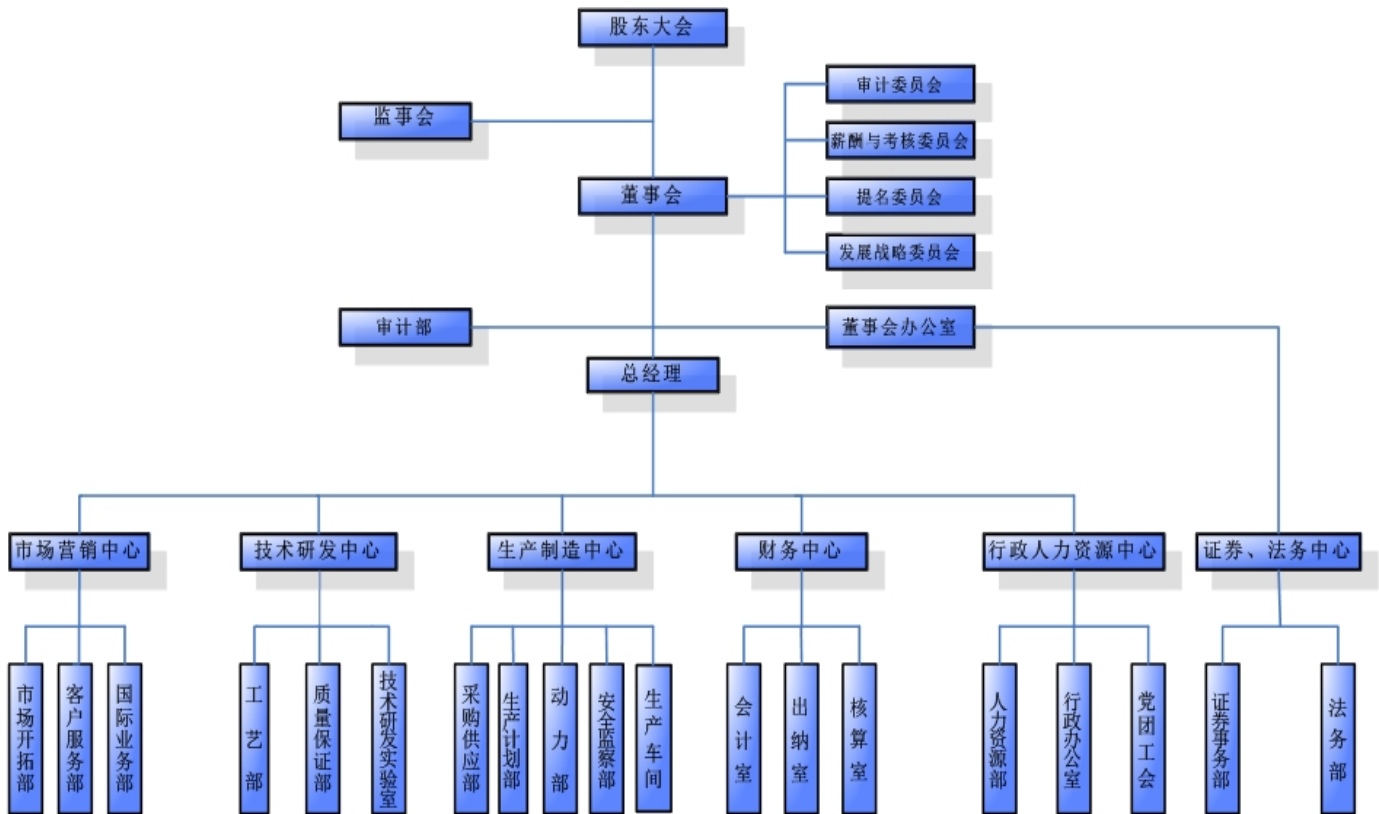 股东大会
审计委员会
监事会
薪酬与考核委员会
董事会
提名委员会
发展战略委员会
审计部
董事会办公室
总经理
市场营销中心
技术研发中心
生产制造中心
财务中心
行政人力资源中心
证券、法务中心
市场开拓部
客户服务部
国际业务部
工艺部
质量保证部
技术研发实验室
采购供应部
生产计划部
动力部
安全监察部
生产车间
会计室
出纳室
核算室
人力资源部
行政办公室
党团工会
证券事务部
法务部